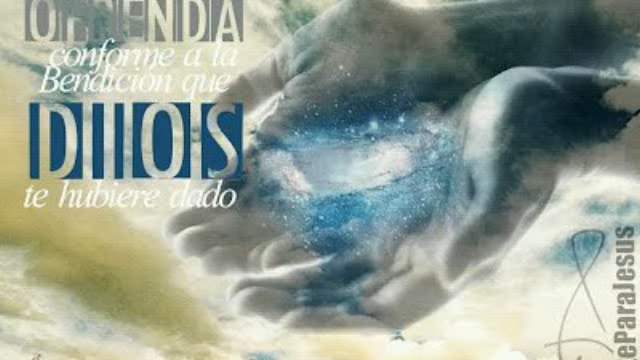 OFRENDA
conforme a la
Bendicion que
DIOS
te hubiere dado
eParaJesus